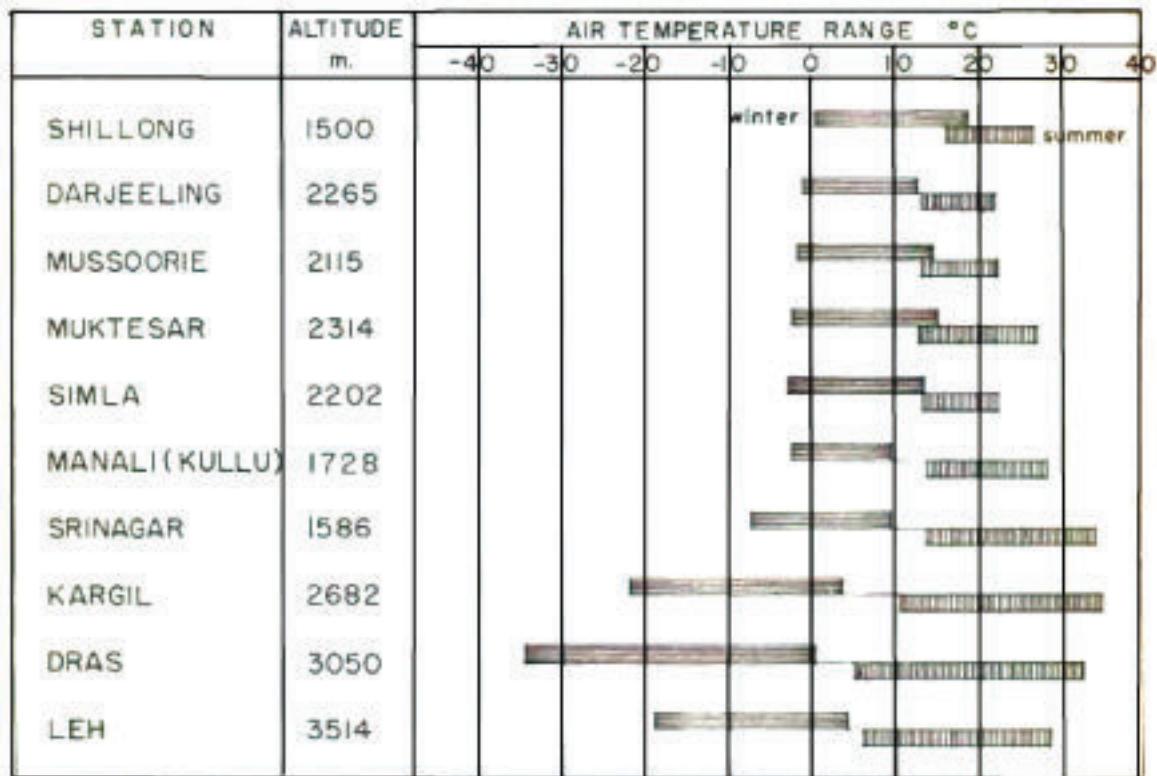 STATION ALTITUDE m. AIR TEMPERATURE RANGE °C
-40 -30 -20 -10 0 10 20 30 40
SHILLONG 1500 winter summer
DARJEELING 2265
MUSSOORIE 2115
MUKTESAR 2314
SIMLA 2202
MANALI(KULLU) 1728
SRINAGAR 1586
KARGIL 2682
DRAS 3050
LEH 3514